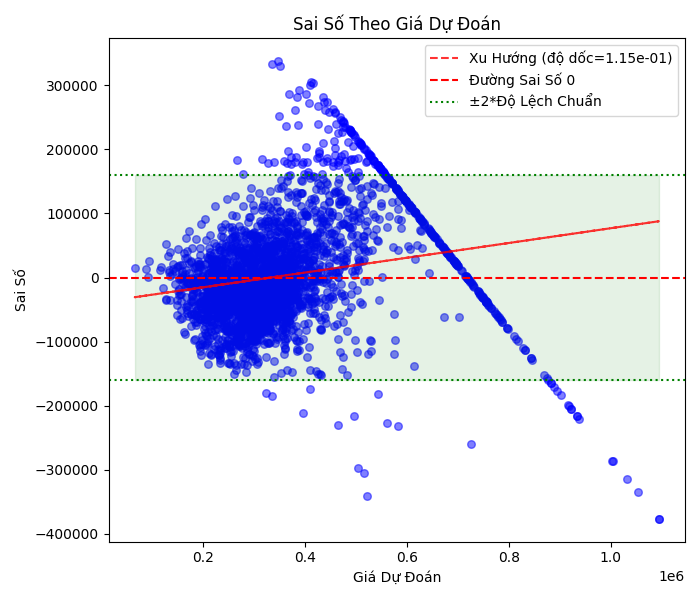 Sai Số Theo Giá Dự Đoán
Xu Hướng (độ dốc=1.15e-01)
Đường Sai Số 0
±2*Độ Lệch Chuẩn
300000
200000
100000
0
−100000
−200000
−300000
−400000
Sai Số
0.2
0.4
0.6
0.8
1.0
1e6
Giá Dự Đoán